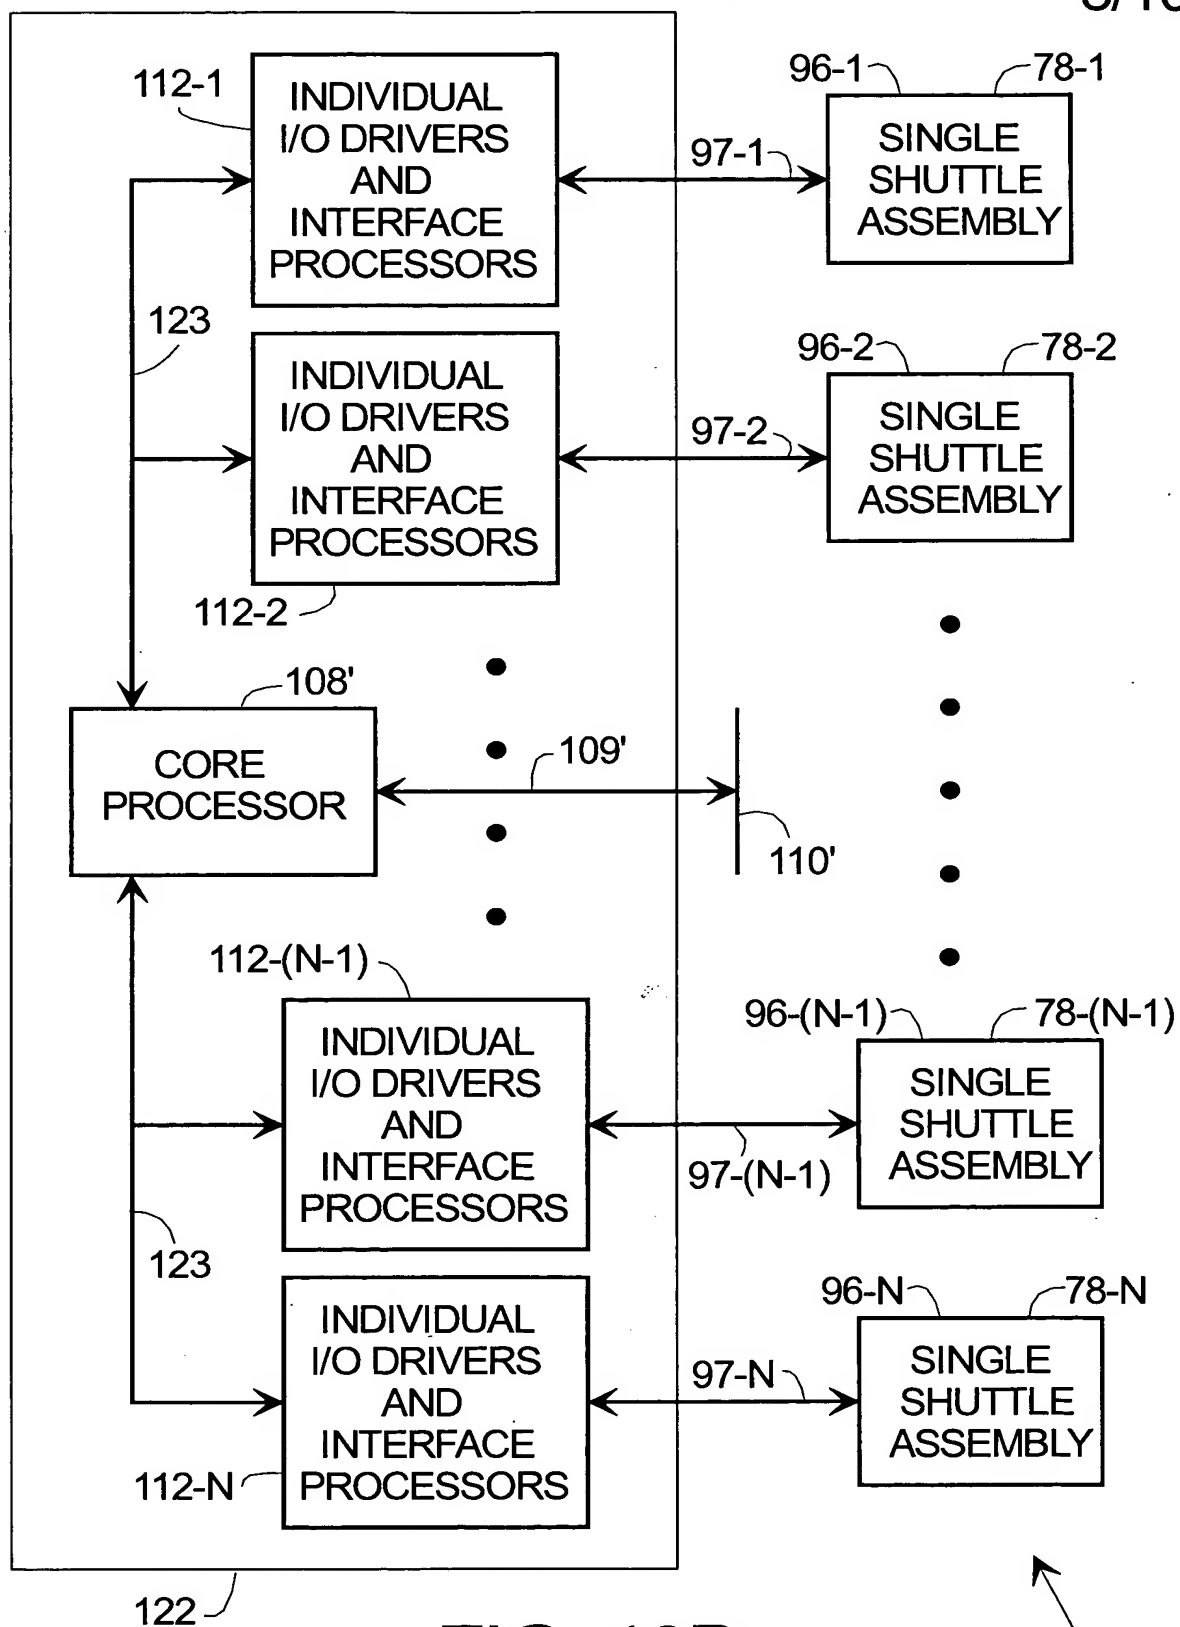 112-1
INDIVIDUAL
I/O DRIVERS
AND
INTERFACE
PROCESSORS
97-1
96-1
78-1
SINGLE
SHUTTLE
ASSEMBLY
123
INDIVIDUAL
I/O DRIVERS
AND
INTERFACE
PROCESSORS
112-2
97-2
96-2
78-2
SINGLE
SHUTTLE
ASSEMBLY
108'
CORE
PROCESSOR
109'
110'
112-(N-1)
INDIVIDUAL
I/O DRIVERS
AND
INTERFACE
PROCESSORS
97-(N-1)
96-(N-1)
78-(N-1)
SINGLE
SHUTTLE
ASSEMBLY
123
INDIVIDUAL
I/O DRIVERS
AND
INTERFACE
PROCESSORS
112-N
97-N
96-N
78-N
SINGLE
SHUTTLE
ASSEMBLY
122